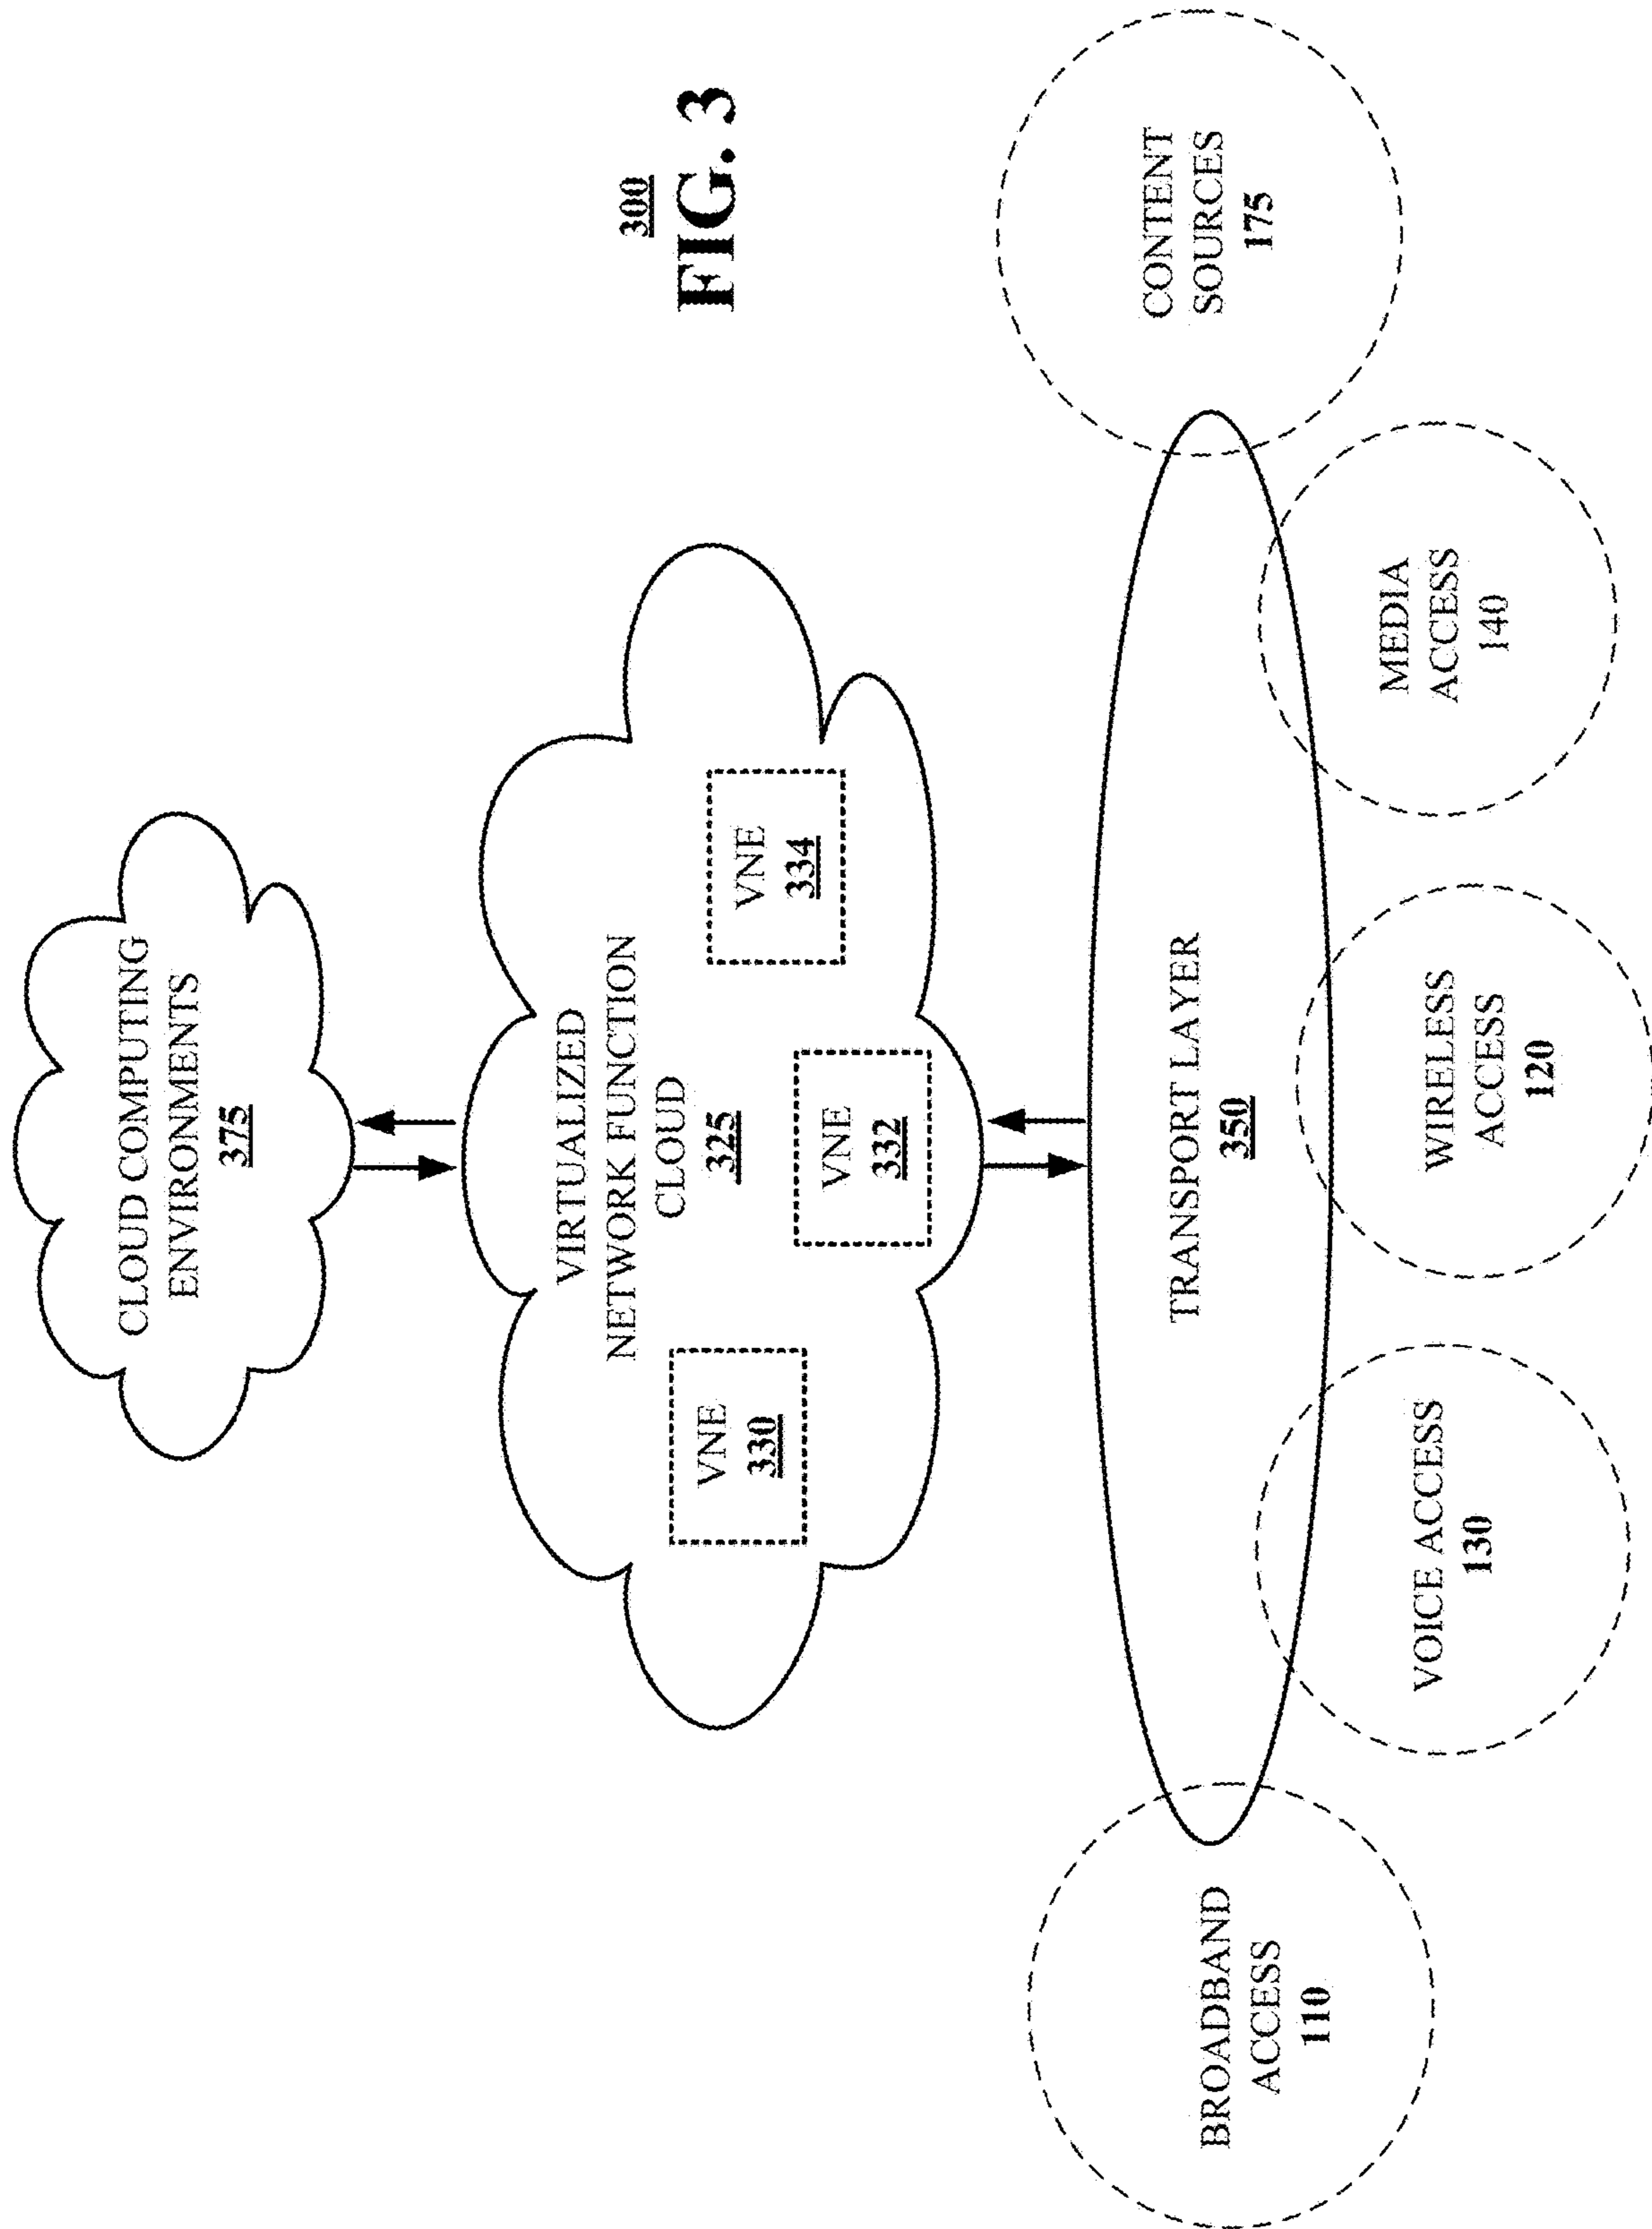 CLOUD COMPUTING
ENVIRONMENTS
375
VIRTUALIZED
NETWORK FUNCTION
CLOUD
325
VNE
330
VNE
332
VNE
334
300
FIG. 3
TRANSPORT LAYER
350
BROADBAND
ACCESS
110
VOICE ACCESS
130
WIRELESS
ACCESS
120
MEDIA
ACCESS
140
CONTENT
SOURCES
175